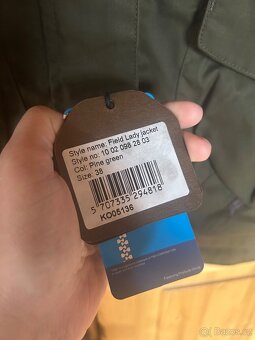 Style name: Field Lady jacket
Style no: 10 02 098 28 03
Col: Pine green
Size: 38
5 707335 294818
KO05136